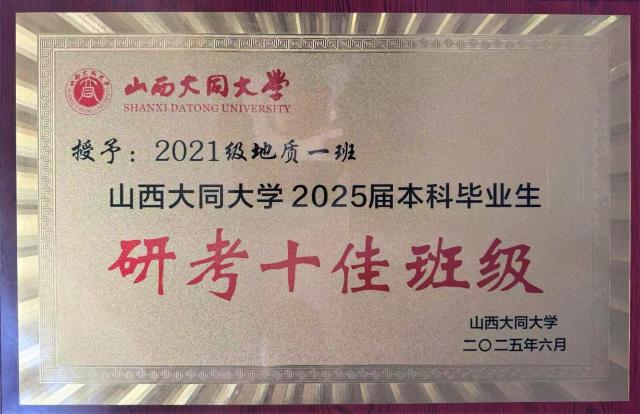 山西大同大学
SHANXI DATONG UNIVERSITY
授予：2021级地质一班
山西大同大学 2025届本科毕业生
研考十佳班级
山西大同大学
二〇二五年六月